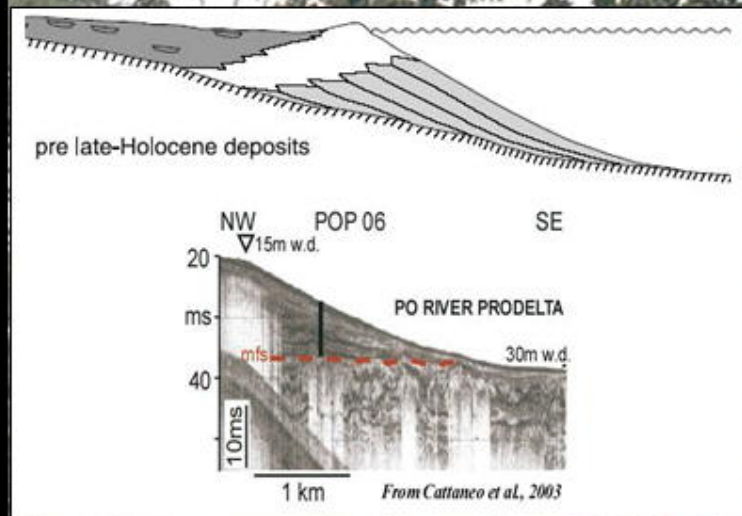 pre late-Holocene deposits
NW POP 06 SE
15m w.d.
20
PO RIVER PRODELTA
ms
mfs
30m w.d.
40
10ms
1 km
From Cattaneo et al., 2003